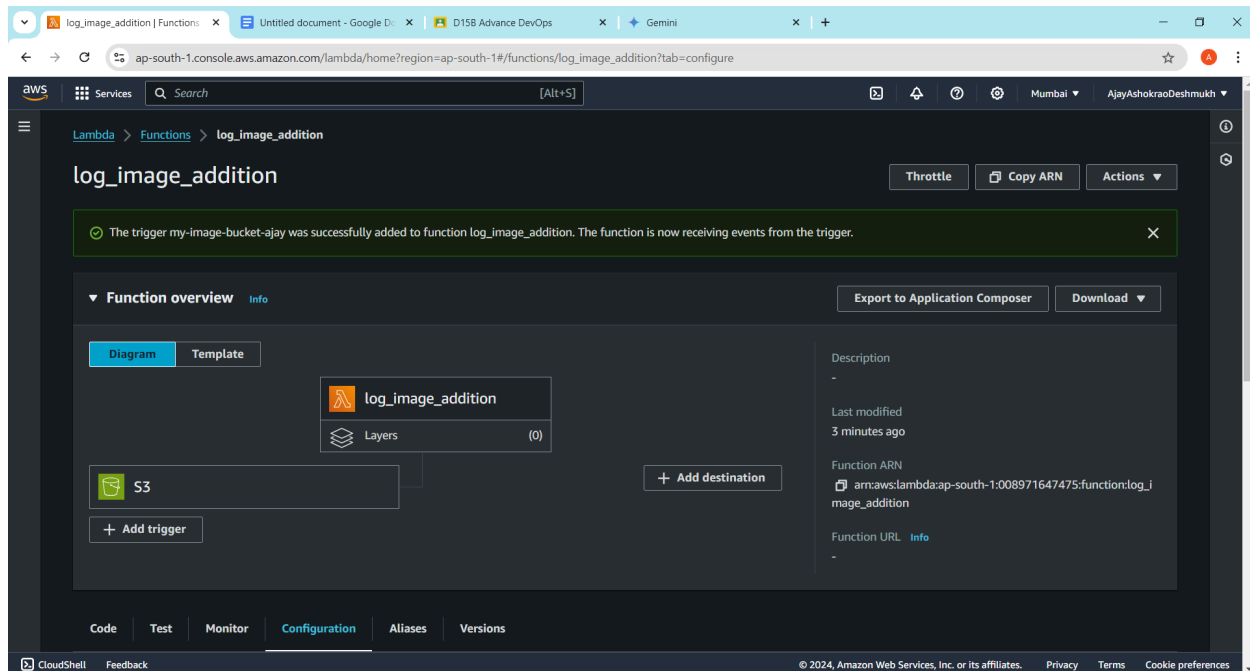 log_image_addition | Functions
Untitled document - Google Do
D15B Advance DevOps
Gemini
ap-south-1.console.aws.amazon.com/lambda/home?region=ap-south-1#/functions/log_image_addition?tab=configure
A
aws
Services
Search
[Alt+S]
Mumbai
AjayAshokraoDeshmukh
Lambda > Functions > log_image_addition
log_image_addition
Throttle
Copy ARN
Actions
The trigger my-image-bucket-ajay was successfully added to function log_image_addition. The function is now receiving events from the trigger.
Function overview Info
Export to Application Composer
Download
Diagram
Template
log_image_addition
Layers (0)
S3
+ Add trigger
+ Add destination
Description
-
Last modified
3 minutes ago
Function ARN
arn:aws:lambda:ap-south-1:008971647475:function:log_i
mage_addition
Function URL Info
-
Code Test Monitor Configuration Aliases Versions
CloudShell Feedback © 2024, Amazon Web Services, Inc. or its affiliates. Privacy Terms Cookie preferences